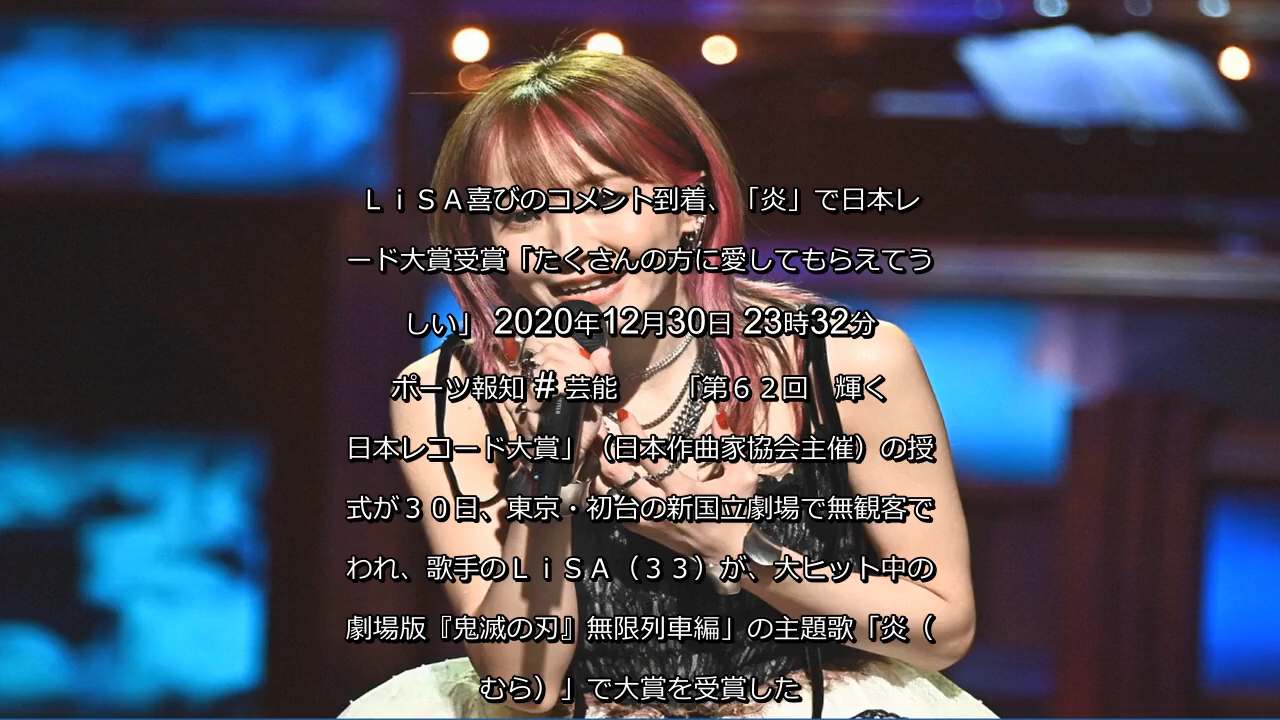 ＬｉＳＡ喜びのコメント到着、「炎」で日本レ
ード大賞受賞「たくさんの方に愛してもらえてう
しい」 2020年12月30日 23時32分
ポーツ報知 # 芸能 「第６２回　輝く
日本レコード大賞」（日本作曲家協会主催）の授
式が３０日、東京・初台の新国立劇場で無観客で
われ、歌手のＬｉＳＡ（３３）が、大ヒット中の
劇場版『鬼滅の刃』無限列車編」の主題歌「炎（
むら）」で大賞を受賞した